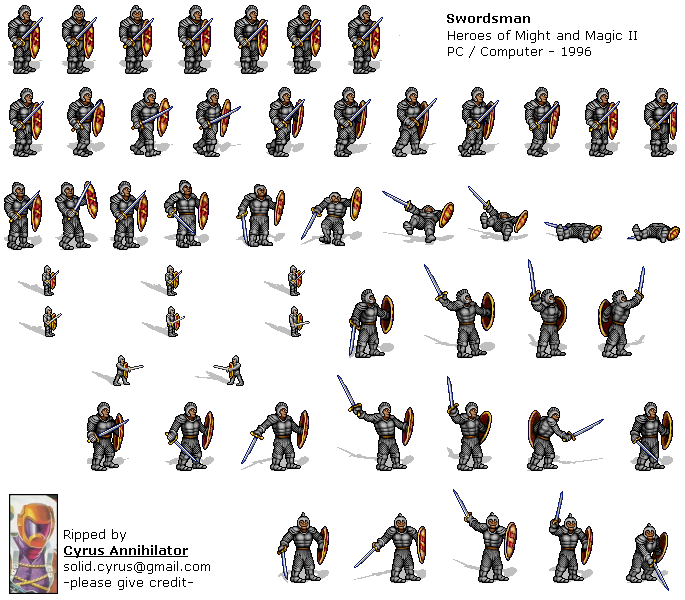 Swordsman
Heroes of Might and Magic II
PC / Computer - 1996
Ripped by
Cyrus Annihilator
solid.cyrus@gmail.com
-please give credit-